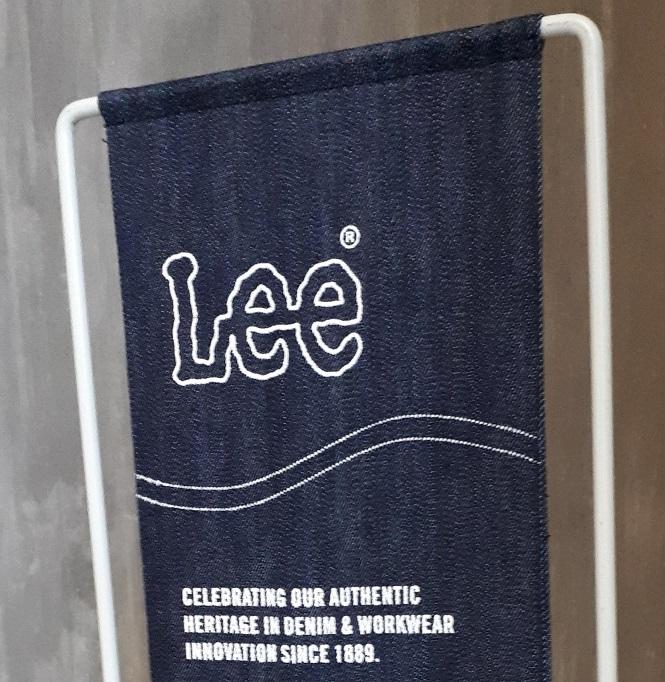 Lee®
CELEBRATING OUR AUTHENTIC
HERITAGE IN DENIM & WORKWEAR
INNOVATION SINCE 1889.